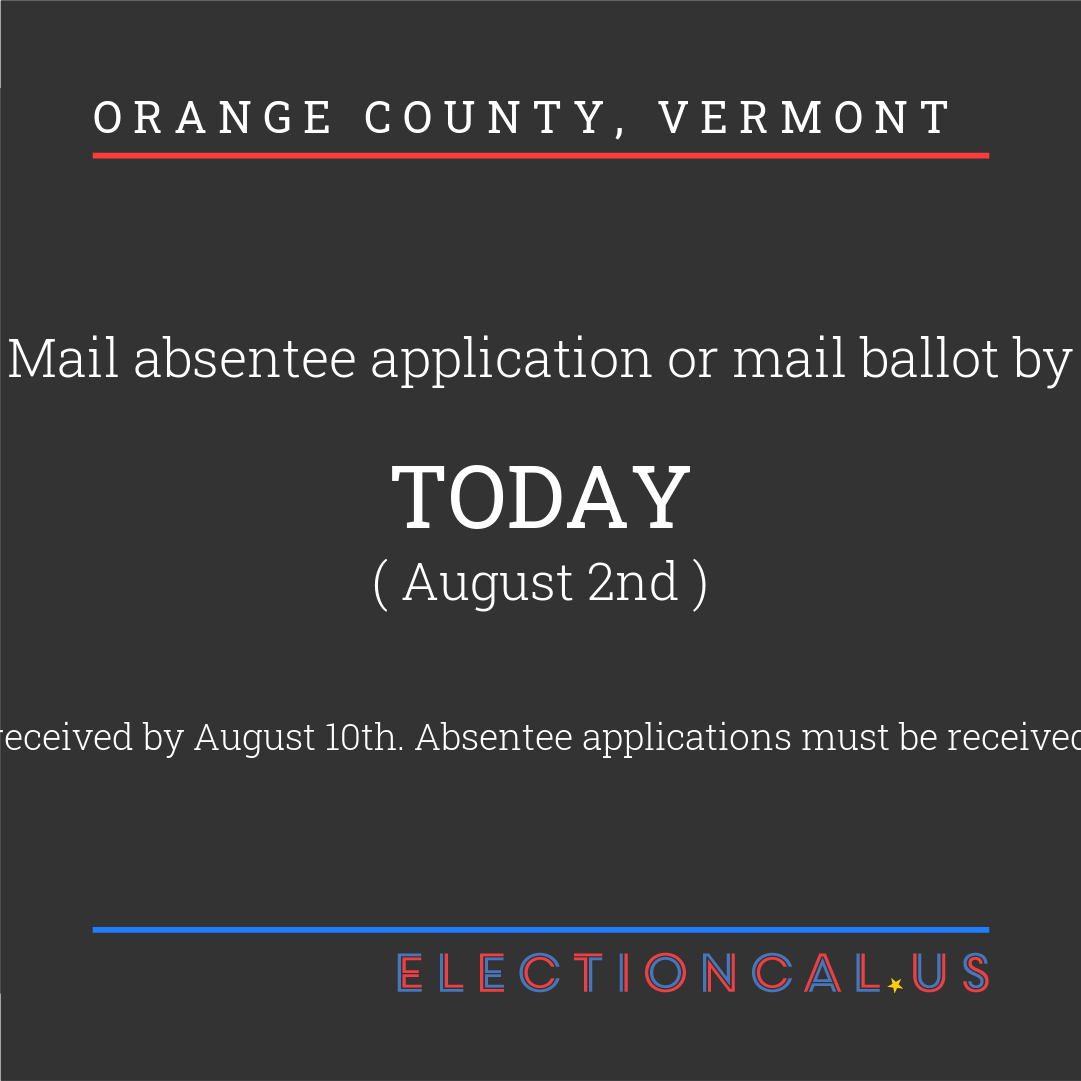 ORANGE COUNTY, VERMONT
Mail absentee application or mail ballot by
TODAY
( August 2nd )
received by August 10th. Absentee applications must be received
ELECTIONCAL.US